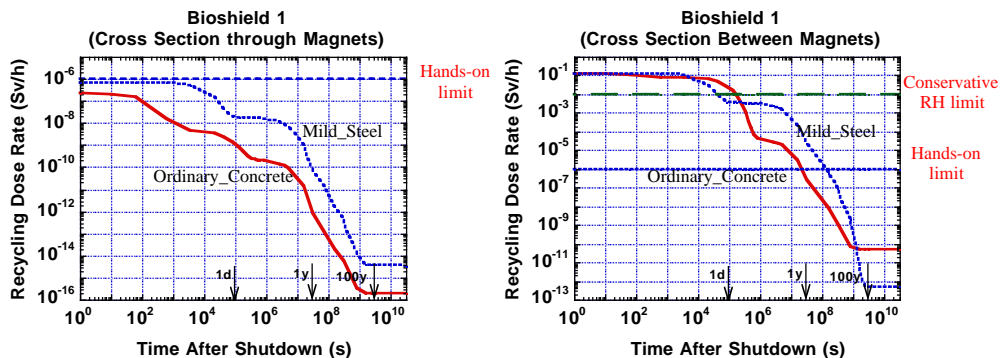 Bioshield 1
(Cross Section through Magnets)
Recycling Dose Rate (Sv/h)
10^-6
10^-8
10^-10
10^-12
10^-14
10^-16
Hands-on
limit
Mild_Steel
Ordinary_Concrete
1d
1y
100y
10^0
10^2
10^4
10^6
10^8
10^10
Time After Shutdown (s)
Bioshield 1
(Cross Section Between Magnets)
Recycling Dose Rate (Sv/h)
10^-1
10^-3
10^-5
10^-7
10^-9
10^-11
10^-13
Conservative
RH limit
Mild_Steel
Hands-on
limit
Ordinary_Concrete
1d
1y
100y
10^0
10^2
10^4
10^6
10^8
10^10
Time After Shutdown (s)